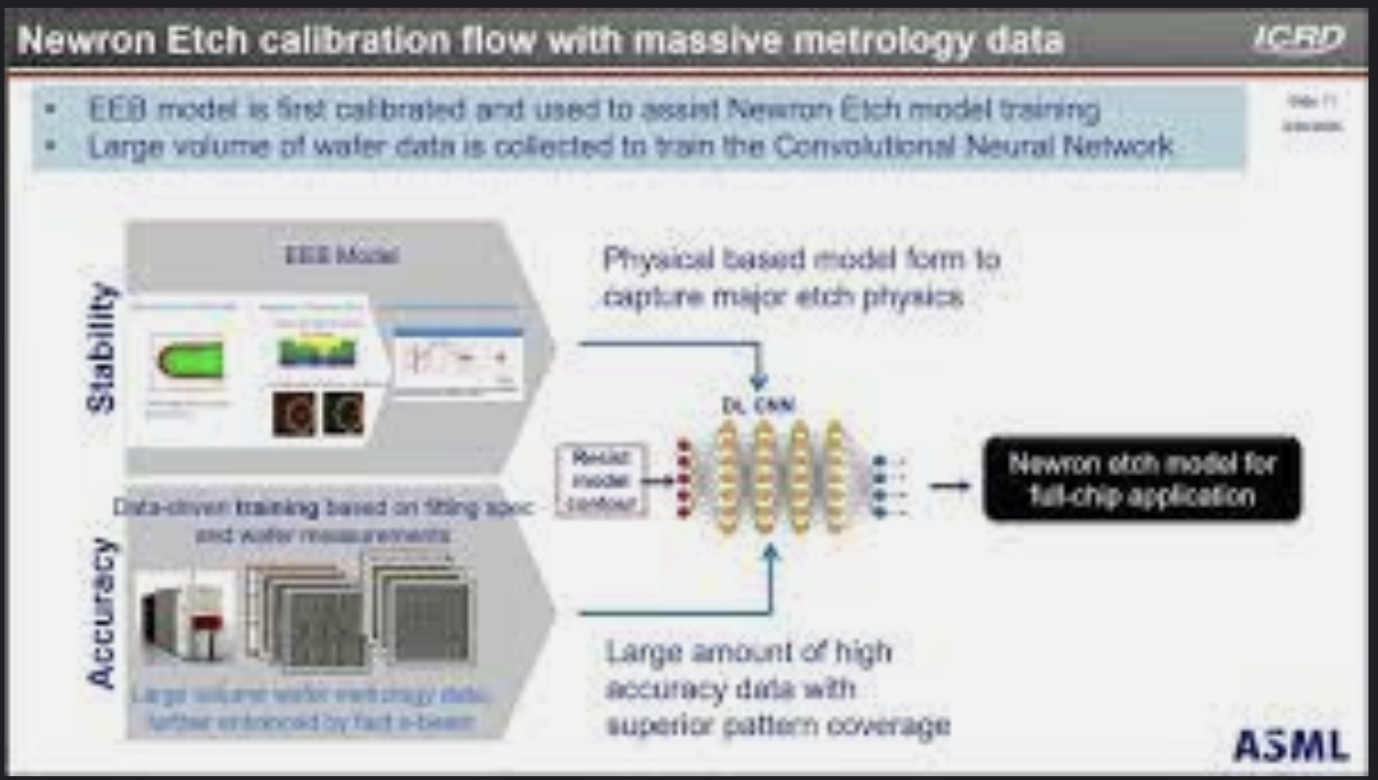 Newron Etch calibration flow with massive metrology data
ICRD
• EEB model is first calibrated and used to assist Newron Etch model training
• Large volume of wafer data is collected to train the Convolutional Neural Network
Stability
EEB Model
Physical based model form to
capture major etch physics
DL CNN
Resist
model
contour
Newron etch model for
full-chip application
Accuracy
Data-driven training based on fitting spec
and wafer measurements
Large volume wafer metrology data,
further enhanced by fast e-beam
Large amount of high
accuracy data with
superior pattern coverage
ASML